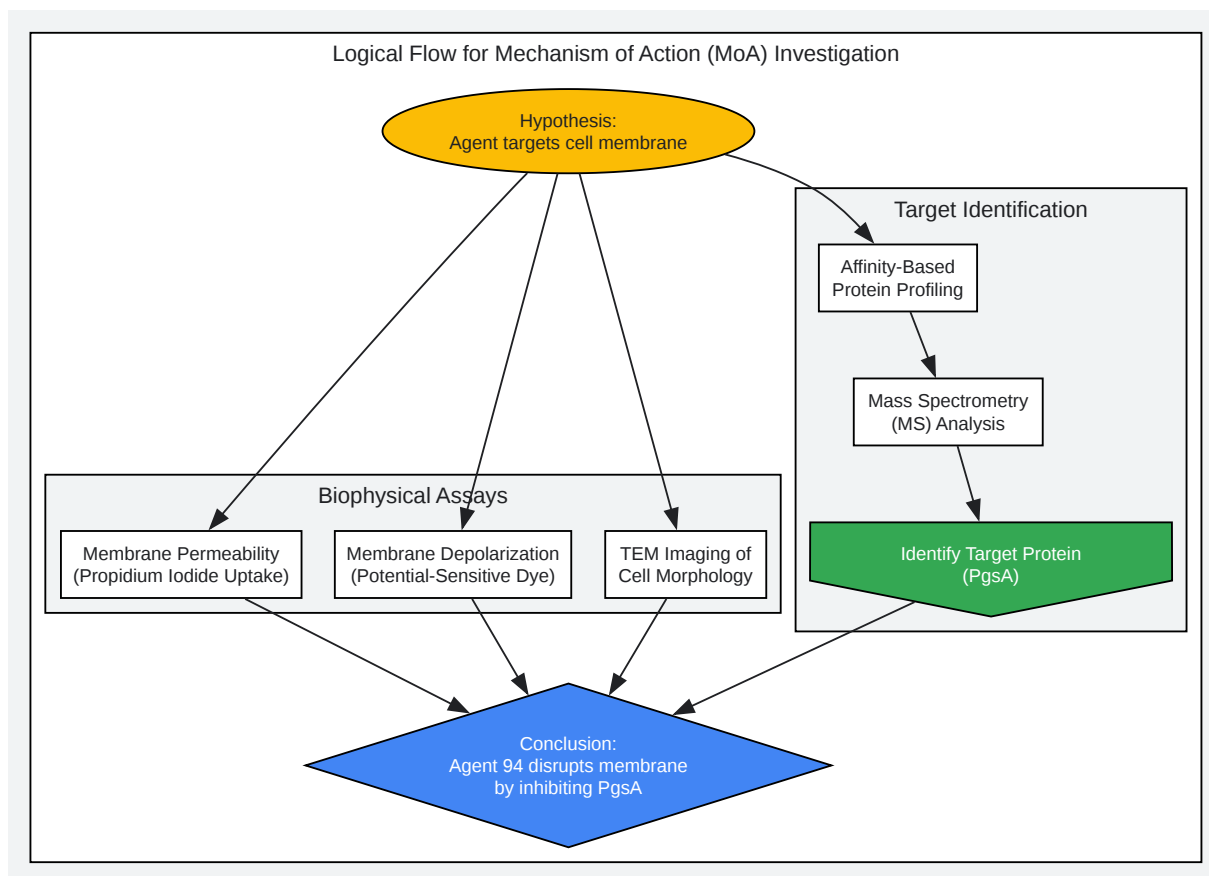 Logical Flow for Mechanism of Action (MoA) Investigation
Hypothesis:
Agent targets cell membrane
Target Identification
Affinity-Based
Protein Profiling
Mass Spectrometry
(MS) Analysis
Identify Target Protein
(PgsA)
Biophysical Assays
Membrane Permeability
(Propidium Iodide Uptake)
Membrane Depolarization
(Potential-Sensitive Dye)
TEM Imaging of
Cell Morphology
Conclusion:
Agent 94 disrupts membrane
by inhibiting PgsA